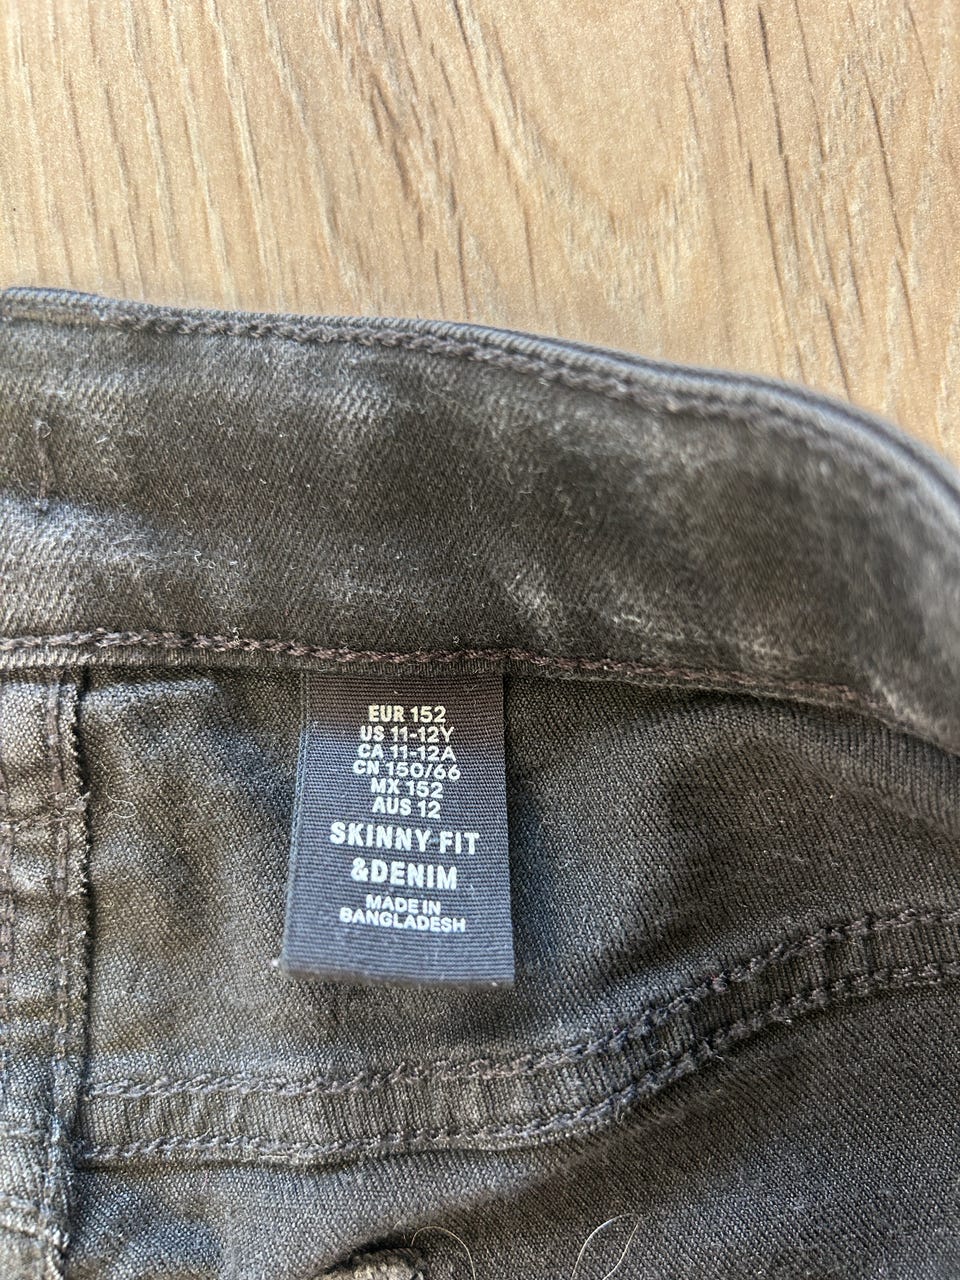 EUR 152
US 11-12Y
CA 11-12A
CN 150/66
MX 152
AUS 12
SKINNY FIT
&DENIM
MADE IN
BANGLADESH